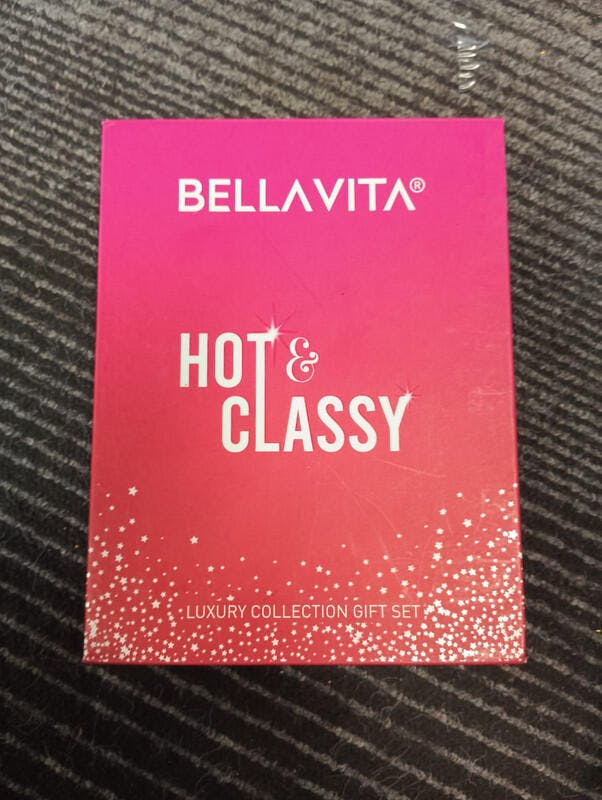 BELLAVITA®
HOT &
CLASSY
LUXURY COLLECTION GIFT SET